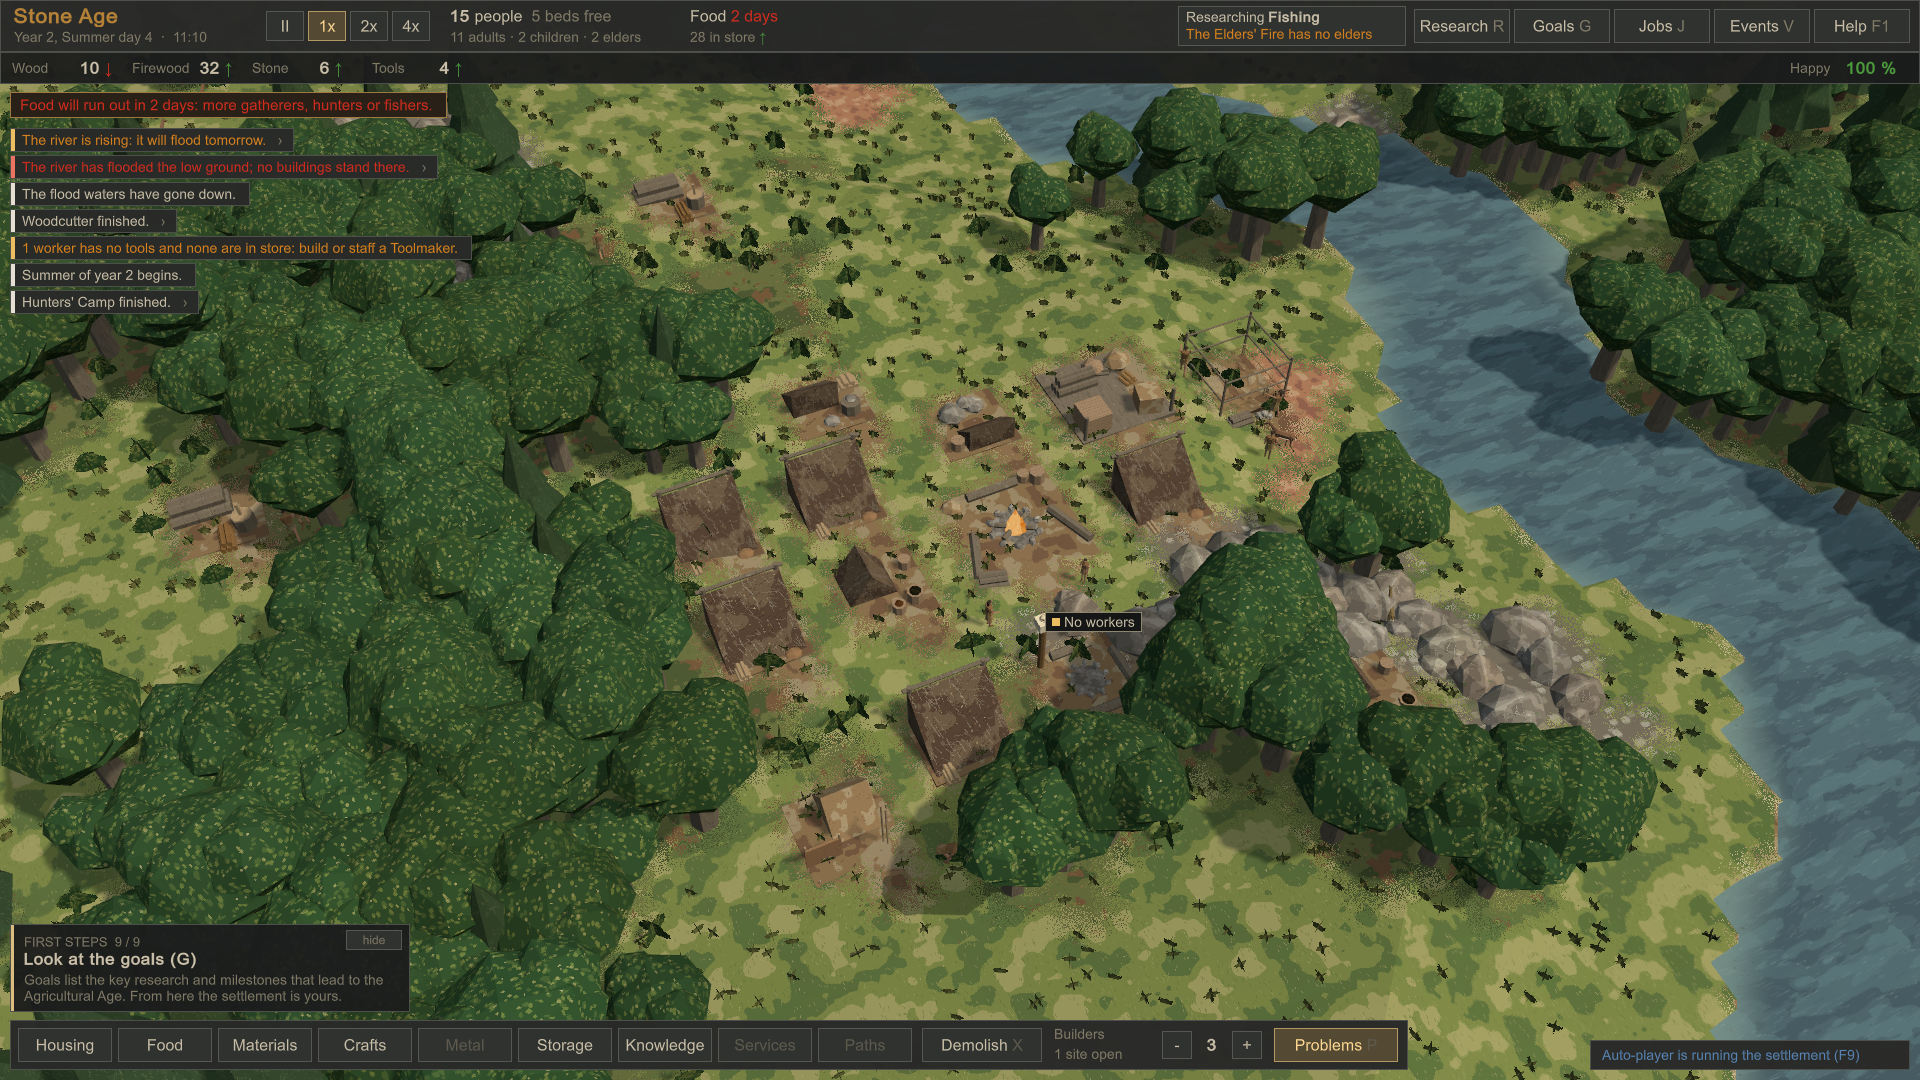 Stone Age
Year 2, Summer day 4 · 11:10
II 1x 2x 4x
15 people 5 beds free
11 adults · 2 children · 2 elders
Food 2 days
28 in store ↑
Researching Fishing
The Elders' Fire has no elders
Research R
Goals G
Jobs J
Events V
Help F1
Wood 10 ↓ Firewood 32 ↑ Stone 6 ↑ Tools 4 ↑
Happy 100 %
Food will run out in 2 days: more gatherers, hunters or fishers.
The river is rising: it will flood tomorrow. ›
The river has flooded the low ground; no buildings stand there. ›
The flood waters have gone down.
Woodcutter finished. ›
1 worker has no tools and none are in store: build or staff a Toolmaker.
Summer of year 2 begins.
Hunters' Camp finished. ›
No workers
FIRST STEPS 9 / 9
hide
Look at the goals (G)
Goals list the key research and milestones that lead to the
Agricultural Age. From here the settlement is yours.
Housing
Food
Materials
Crafts
Metal
Storage
Knowledge
Services
Paths
Demolish X
Builders
1 site open
- 3 +
Problems P
Auto-player is running the settlement (F9)